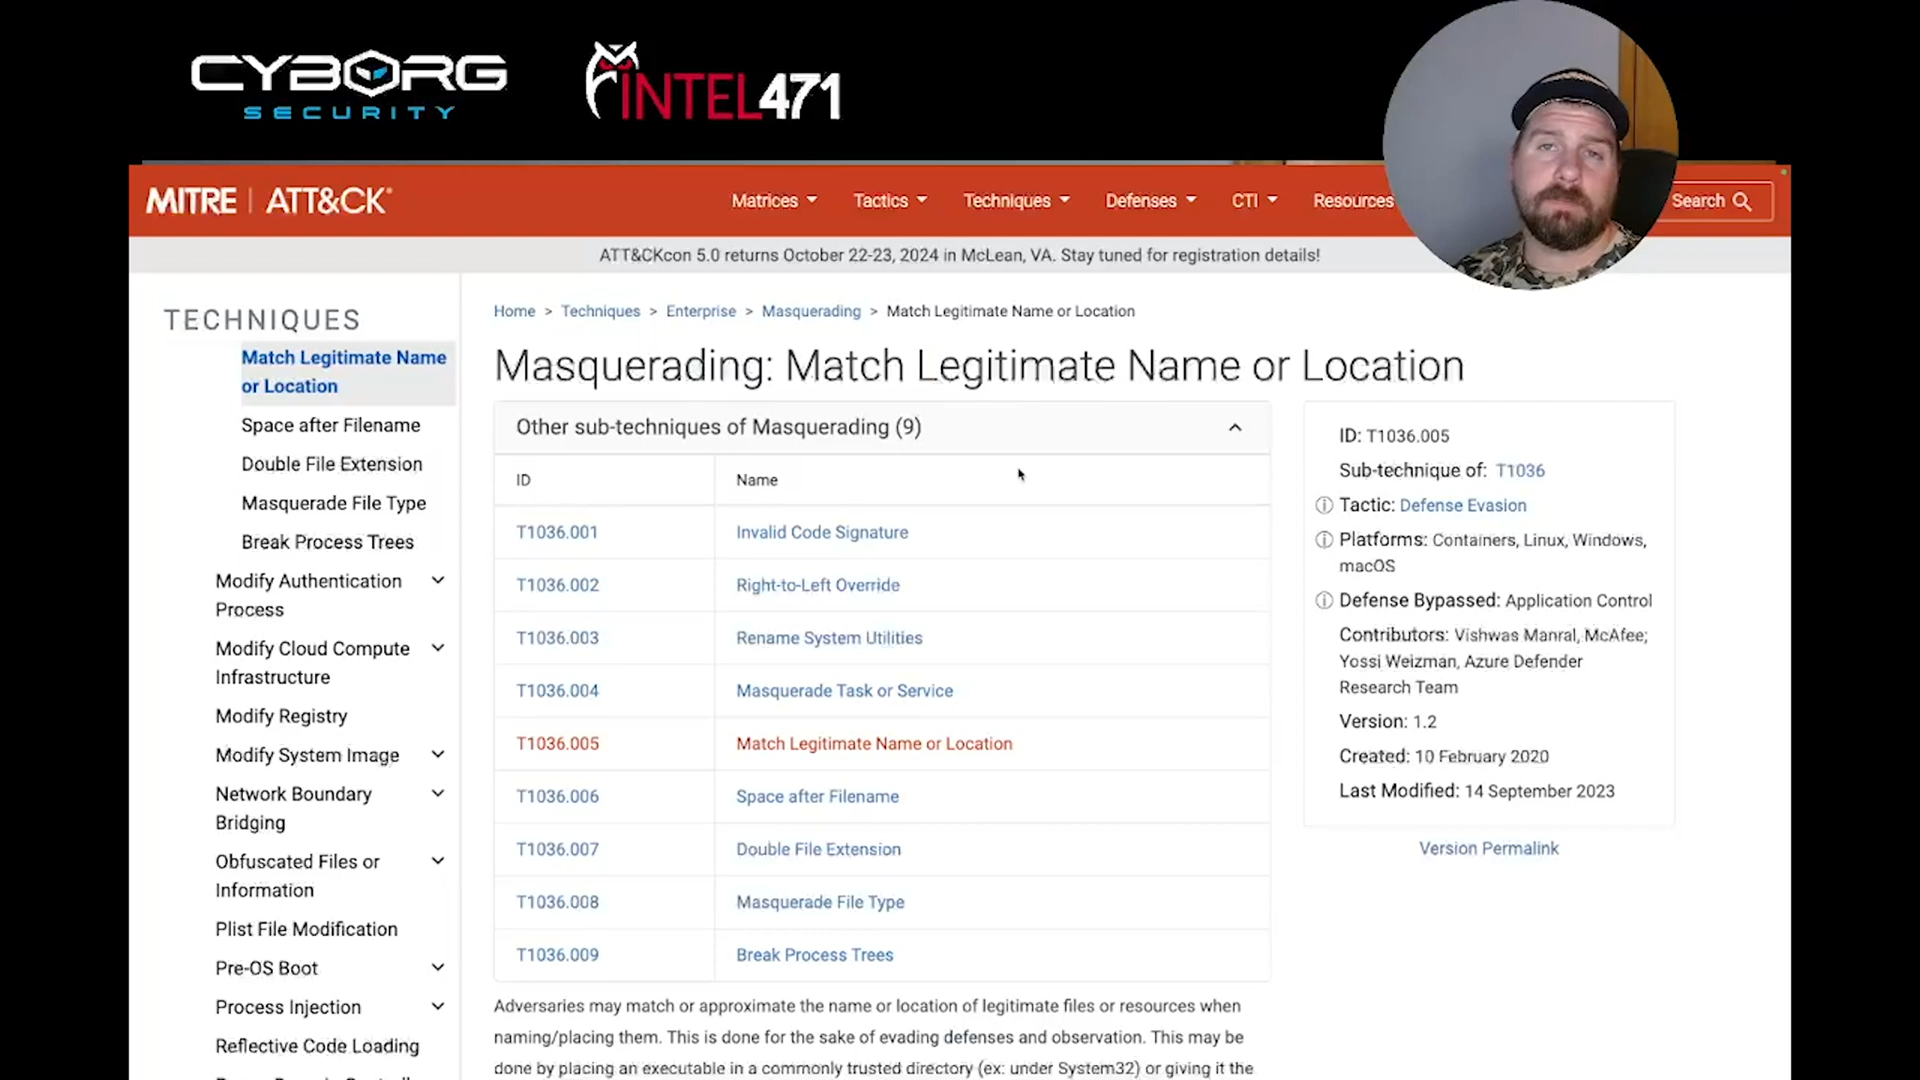 CYBORG
SECURITY
INTEL471
MITRE | ATT&CK®
Matrices
Tactics
Techniques
Defenses
CTI
Resources
Search
ATT&CKcon 5.0 returns October 22-23, 2024 in McLean, VA. Stay tuned for registration details!
TECHNIQUES
Match Legitimate Name
or Location
Space after Filename
Double File Extension
Masquerade File Type
Break Process Trees
Modify Authentication
Process
Modify Cloud Compute
Infrastructure
Modify Registry
Modify System Image
Network Boundary
Bridging
Obfuscated Files or
Information
Plist File Modification
Pre-OS Boot
Process Injection
Reflective Code Loading
Home > Techniques > Enterprise > Masquerading > Match Legitimate Name or Location
Masquerading: Match Legitimate Name or Location
Other sub-techniques of Masquerading (9)
ID Name
T1036.001 Invalid Code Signature
T1036.002 Right-to-Left Override
T1036.003 Rename System Utilities
T1036.004 Masquerade Task or Service
T1036.005 Match Legitimate Name or Location
T1036.006 Space after Filename
T1036.007 Double File Extension
T1036.008 Masquerade File Type
T1036.009 Break Process Trees
Adversaries may match or approximate the name or location of legitimate files or resources when
naming/placing them. This is done for the sake of evading defenses and observation. This may be
done by placing an executable in a commonly trusted directory (ex: under System32) or giving it the
ID: T1036.005
Sub-technique of: T1036
Tactic: Defense Evasion
Platforms: Containers, Linux, Windows,
macOS
Defense Bypassed: Application Control
Contributors: Vishwas Manral, McAfee;
Yossi Weizman, Azure Defender
Research Team
Version: 1.2
Created: 10 February 2020
Last Modified: 14 September 2023
Version Permalink